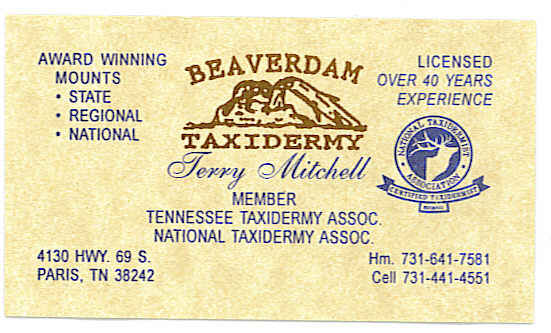 AWARD WINNING
MOUNTS
• STATE
• REGIONAL
• NATIONAL
BEAVERDAM
TAXIDERMY
Terry Mitchell
LICENSED
OVER 40 YEARS
EXPERIENCE
NATIONAL TAXIDERMIST
ASSOCIATION
CERTIFIED TAXIDERMIST
MEMBER
TENNESSEE TAXIDERMY ASSOC.
NATIONAL TAXIDERMY ASSOC.
4130 HWY. 69 S.
PARIS, TN 38242
Hm. 731-641-7581
Cell 731-441-4551